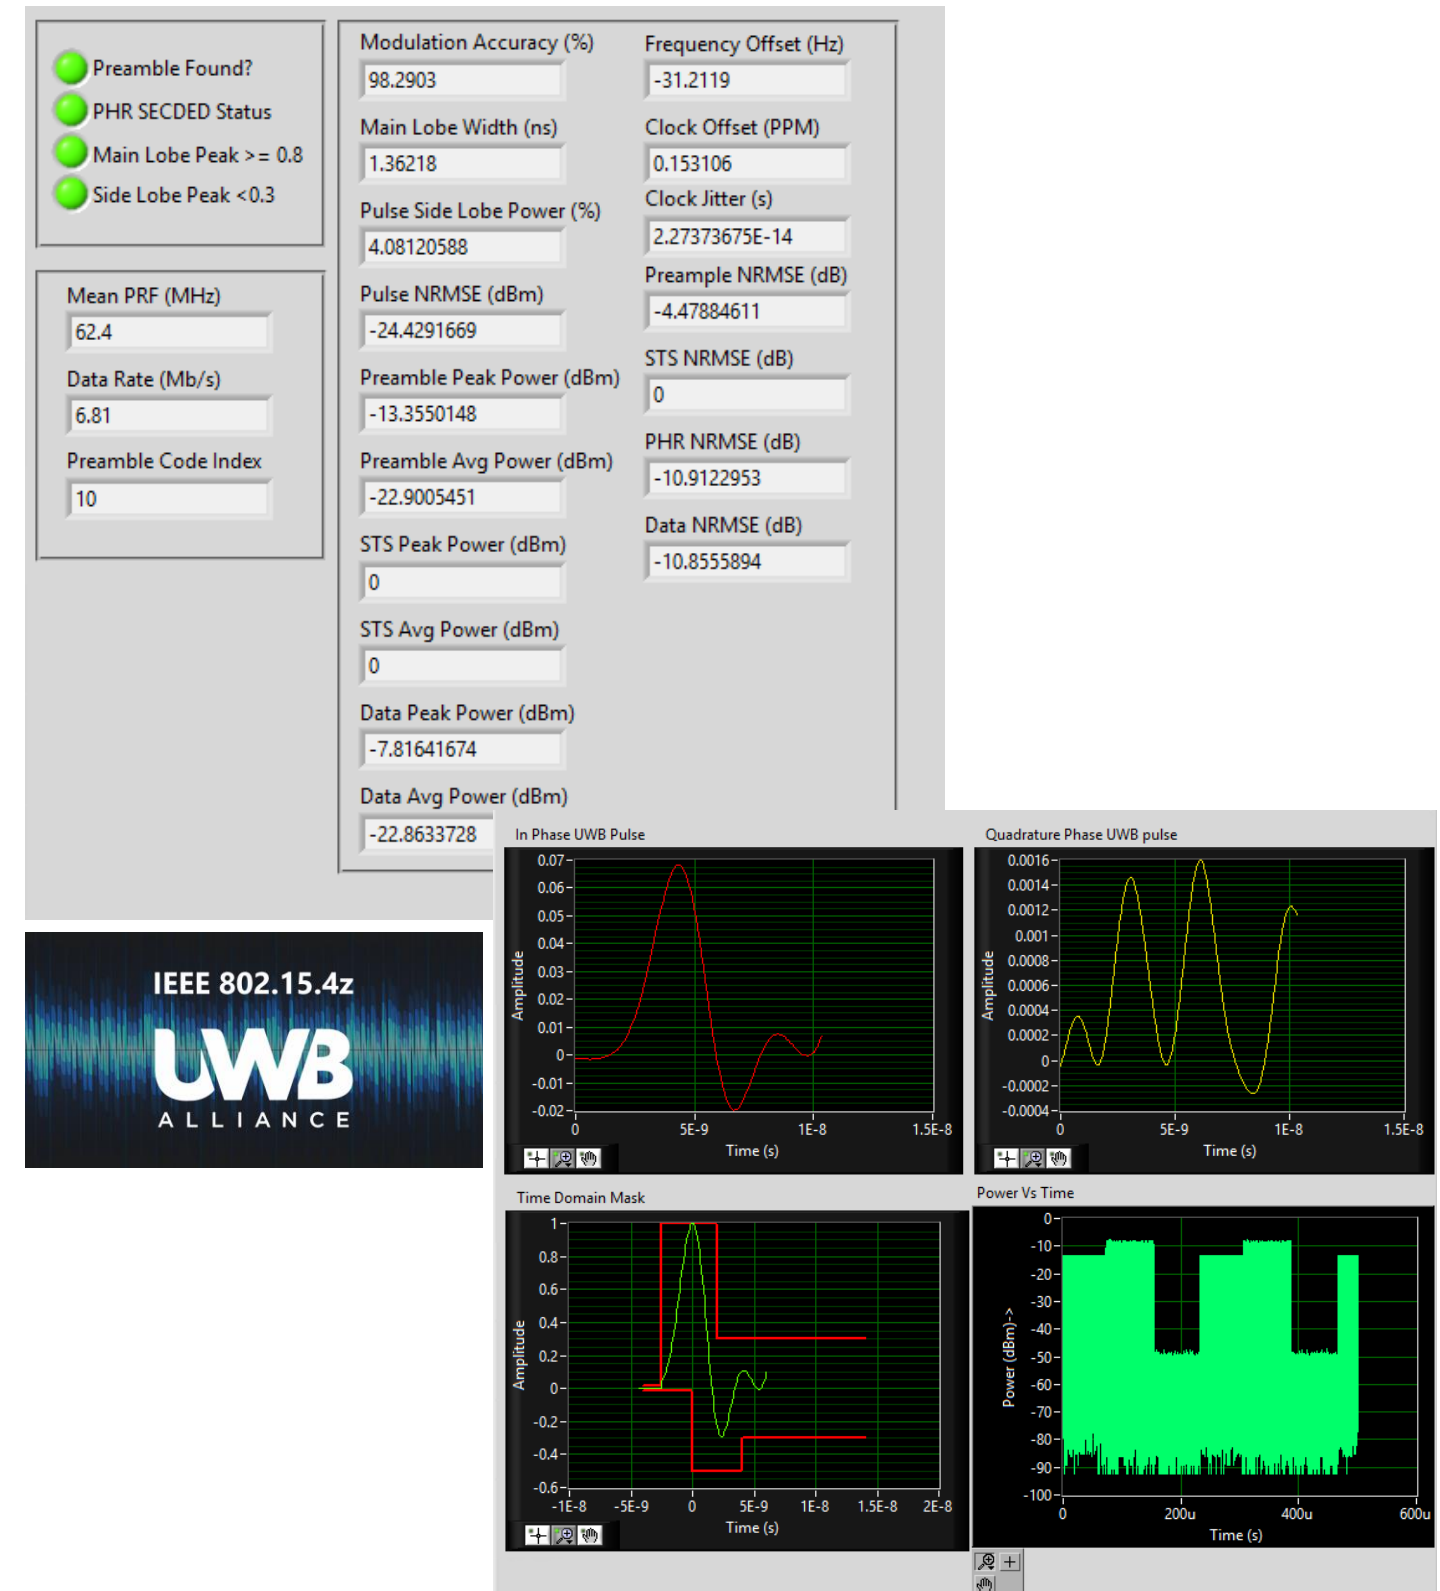 Preamble Found?
PHR SECDED Status
Main Lobe Peak >= 0.8
Side Lobe Peak <0.3
Mean PRF (MHz)
62.4
Data Rate (Mb/s)
6.81
Preamble Code Index
10
Modulation Accuracy (%)
98.2903
Main Lobe Width (ns)
1.36218
Pulse Side Lobe Power (%)
4.08120588
Pulse NRMSE (dBm)
-24.4291669
Preamble Peak Power (dBm)
-13.3550148
Preamble Avg Power (dBm)
-22.9005451
STS Peak Power (dBm)
0
STS Avg Power (dBm)
0
Data Peak Power (dBm)
-7.81641674
Data Avg Power (dBm)
-22.8633728
Frequency Offset (Hz)
-31.2119
Clock Offset (PPM)
0.153106
Clock Jitter (s)
2.27373675E-14
Preample NRMSE (dB)
-4.47884611
STS NRMSE (dB)
0
PHR NRMSE (dB)
-10.9122953
Data NRMSE (dB)
-10.8555894
IEEE 802.15.4z
UWB
ALLIANCE
In Phase UWB Pulse
0.07
0.06
0.05
0.04
0.03
0.02
0.01
0
-0.01
-0.02
Amplitude
0 5E-9 1E-8 1.5E-8
Time (s)
Quadrature Phase UWB pulse
0.0016
0.0014
0.0012
0.001
0.0008
0.0006
0.0004
0.0002
0
-0.0002
-0.0004
Amplitude
0 5E-9 1E-8 1.5E-8
Time (s)
Time Domain Mask
1
0.8
0.6
0.4
0.2
0
-0.2
-0.4
-0.6
Amplitude
-1E-8 -5E-9 0 5E-9 1E-8 1.5E-8 2E-8
Time (s)
Power Vs Time
0
-10
-20
-30
-40
-50
-60
-70
-80
-90
-100
Power (dBm)->
0 200u 400u 600u
Time (s)